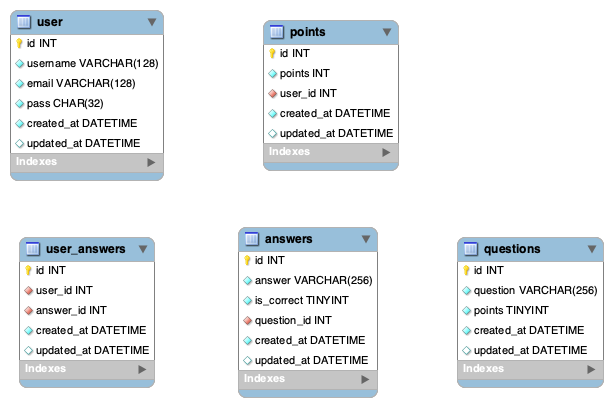 user
id INT
username VARCHAR(128)
email VARCHAR(128)
pass CHAR(32)
created_at DATETIME
updated_at DATETIME
Indexes
points
id INT
points INT
user_id INT
created_at DATETIME
updated_at DATETIME
Indexes
user_answers
id INT
user_id INT
answer_id INT
created_at DATETIME
updated_at DATETIME
Indexes
answers
id INT
answer VARCHAR(256)
is_correct TINYINT
question_id INT
created_at DATETIME
updated_at DATETIME
Indexes
questions
id INT
question VARCHAR(256)
points TINYINT
created_at DATETIME
updated_at DATETIME
Indexes